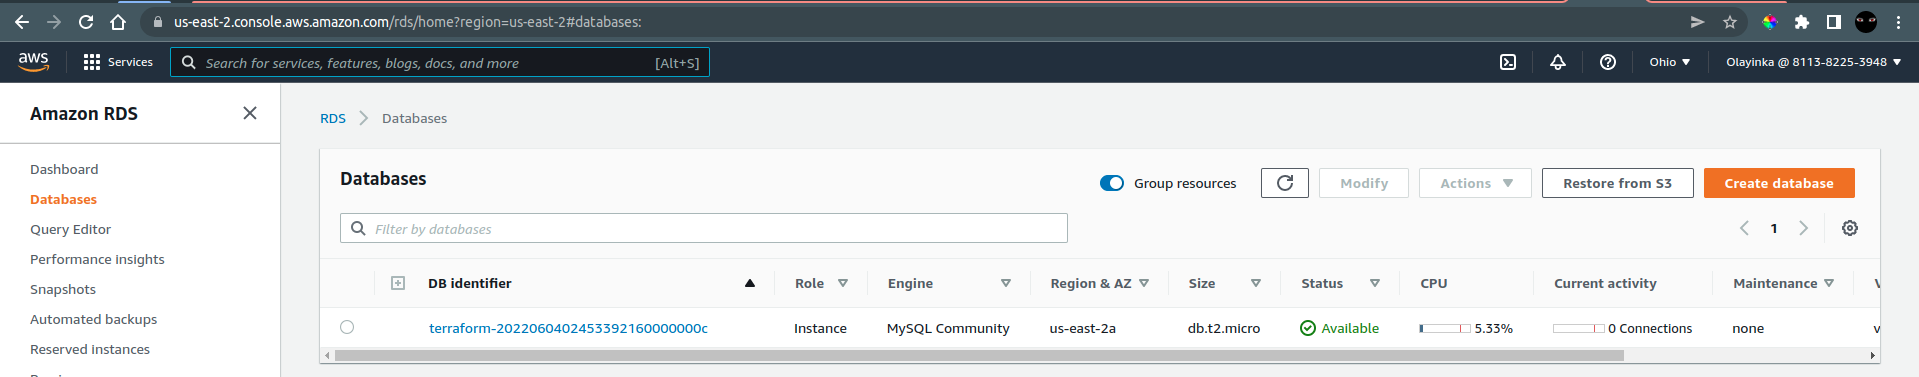 us-east-2.console.aws.amazon.com/rds/home?region=us-east-2#databases:
aws Services Search for services, features, blogs, docs, and more [Alt+S] Ohio Olayinka @ 8113-8225-3948
Amazon RDS
Dashboard
Databases
Query Editor
Performance insights
Snapshots
Automated backups
Reserved instances
RDS Databases
Databases Group resources Modify Actions Restore from S3 Create database
Filter by databases 1
DB identifier Role Engine Region & AZ Size Status CPU Current activity Maintenance V
terraform-20220604024533921600000000c Instance MySQL Community us-east-2a db.t2.micro Available 5.33% 0 Connections none v